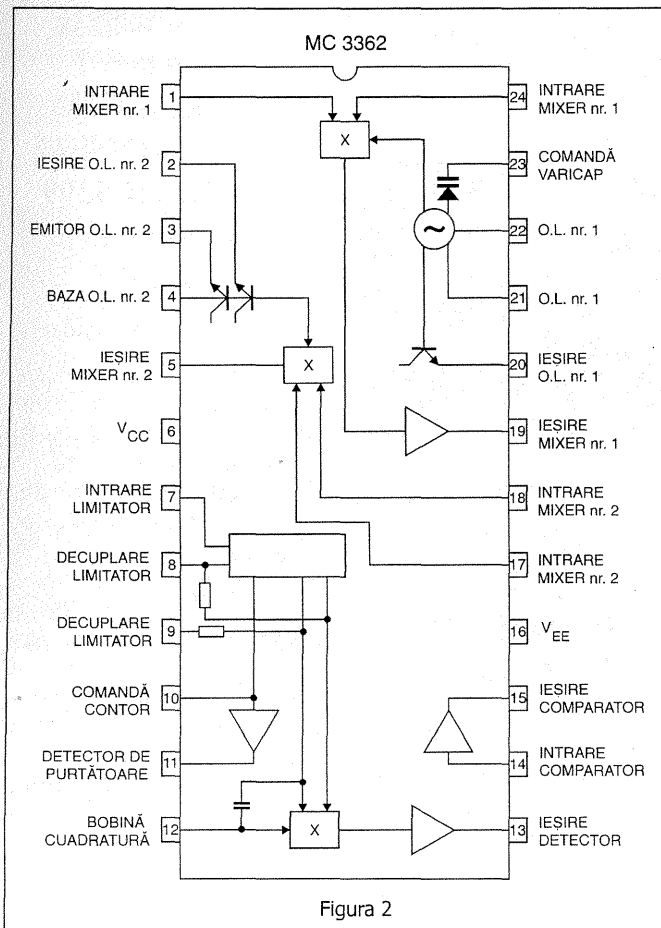 MC 3362
INTRARE
MIXER nr. 1
1
24
INTRARE
MIXER nr. 1
X
IEȘIRE O.L. nr. 2
2
23
COMANDĂ
VARICAP
EMITOR O.L. nr. 2
3
~
22
O.L. nr. 1
BAZA O.L. nr. 2
4
21
O.L. nr. 1
IEȘIRE
MIXER nr. 2
5
X
20
IEȘIRE
O.L. nr. 1
VCC
6
19
IEȘIRE
MIXER nr. 1
INTRARE
LIMITATOR
7
18
INTRARE
MIXER nr. 2
DECUPLARE
LIMITATOR
8
17
INTRARE
MIXER nr. 2
DECUPLARE
LIMITATOR
9
16
VEE
COMANDĂ
CONTOR
10
15
IEȘIRE
COMPARATOR
DETECTOR DE
PURTĂTOARE
11
14
INTRARE
COMPARATOR
BOBINĂ
CUADRATURĂ
12
X
13
IEȘIRE
DETECTOR
Figura 2